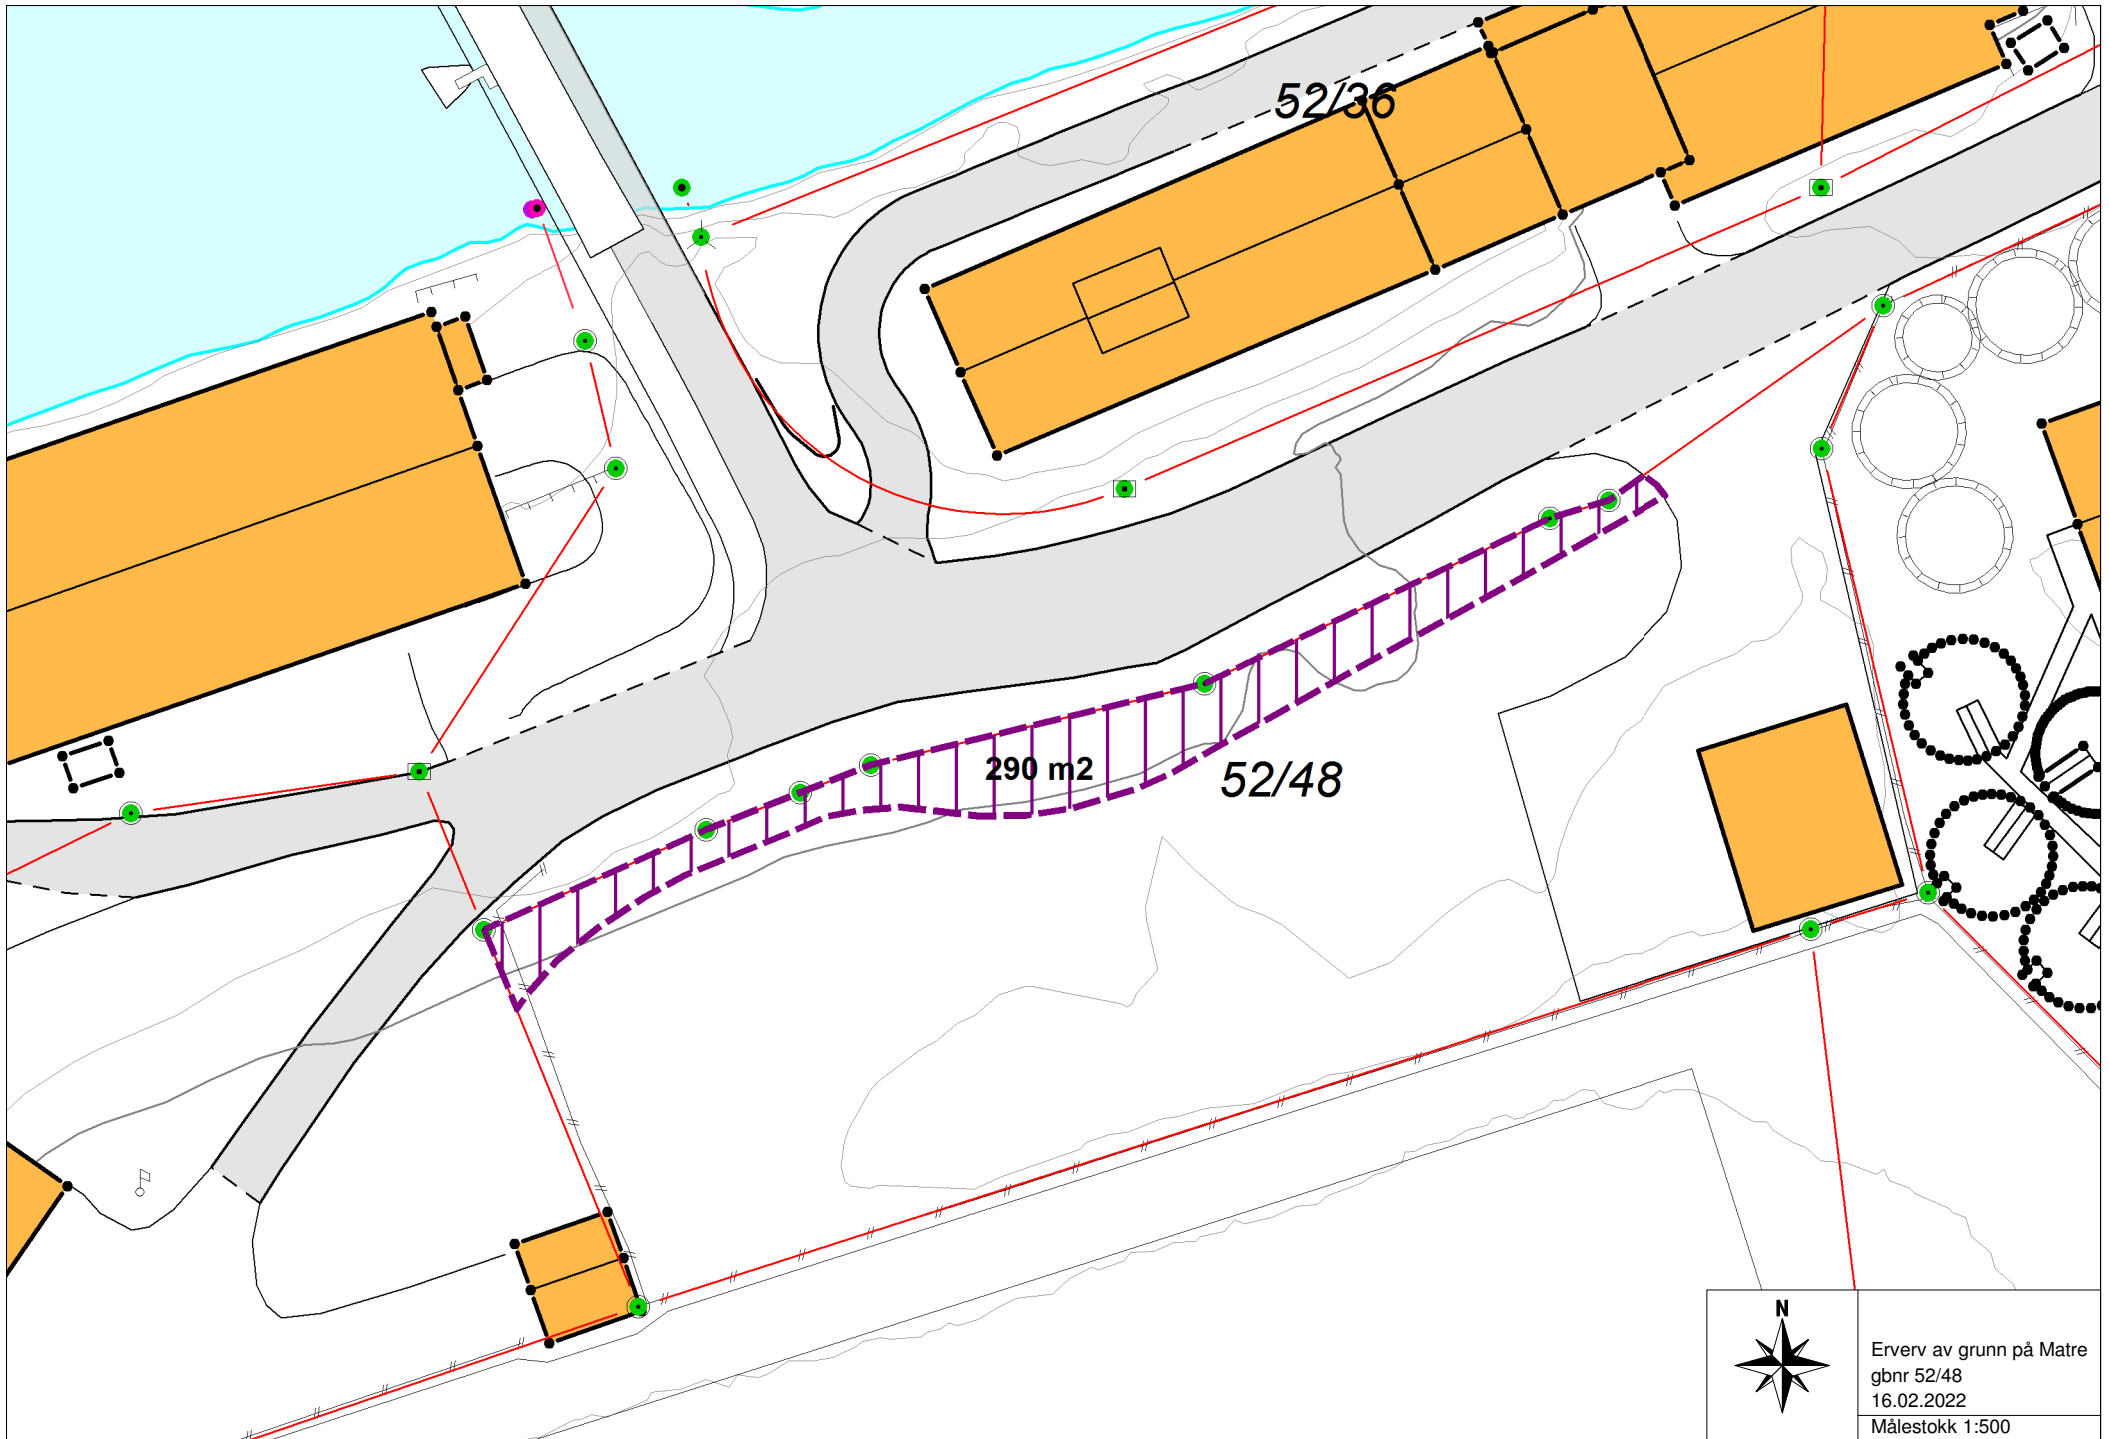 52/36
290 m2
52/48
N
Erverv av grunn på Matre
gbnr 52/48
16.02.2022
Målestokk 1:500